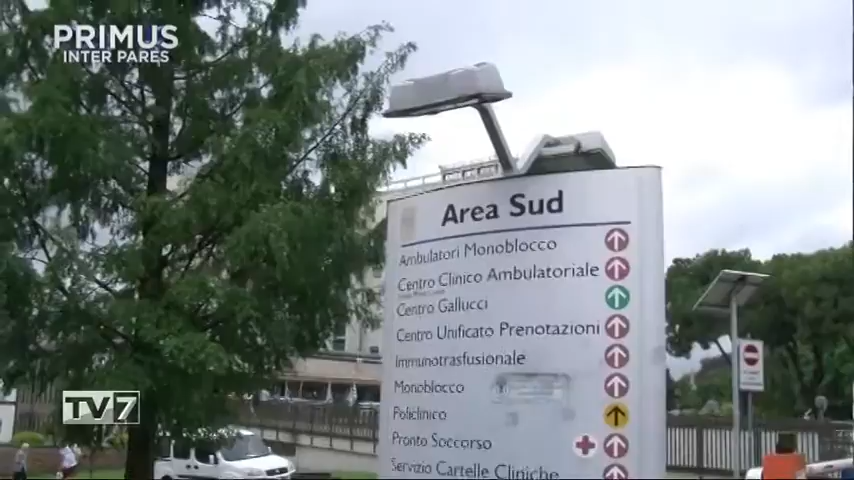 PRIMUS
INTER PARES
Area Sud
Ambulatori Monoblocco
Centro Clinico Ambulatoriale
Centro Gallucci
Centro Unificato Prenotazioni
Immunotrasfusionale
Monoblocco
Policlinico
Pronto Soccorso
Servizio Cartelle Cliniche
TV7